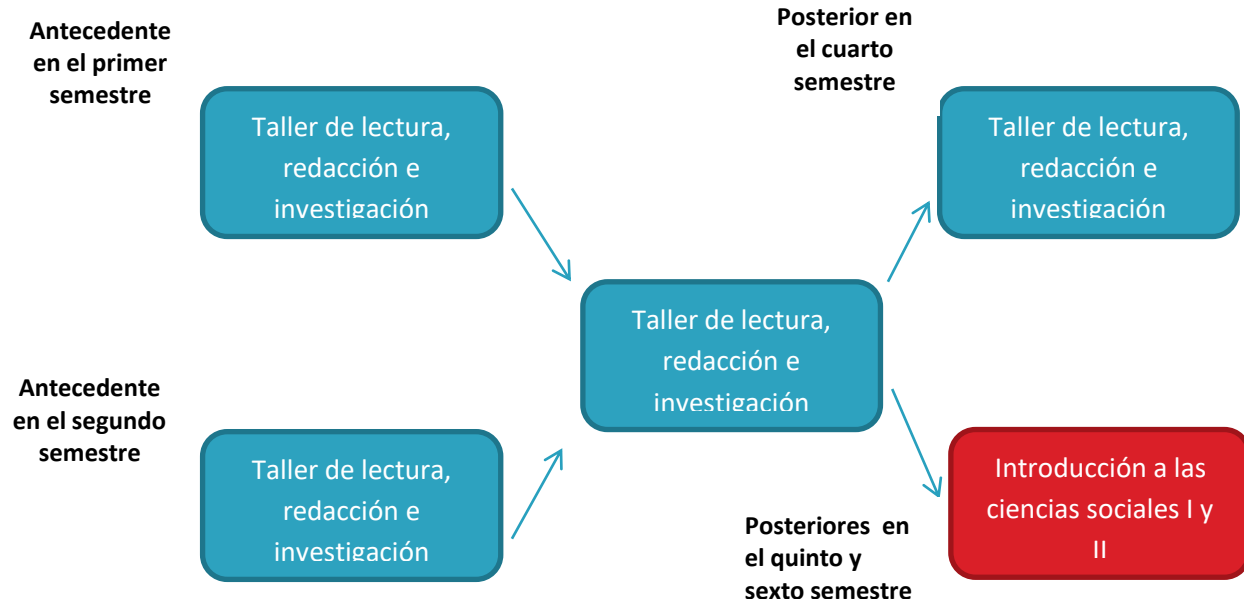 Antecedente
en el primer
semestre
Taller de lectura,
redacción e
investigación
Posterior en
el cuarto
semestre
Taller de lectura,
redacción e
investigación
Taller de lectura,
redacción e
investigación
Antecedente
en el segundo
semestre
Taller de lectura,
redacción e
investigación
Posteriores en
el quinto y
sexto semestre
Introducción a las
ciencias sociales I y
II